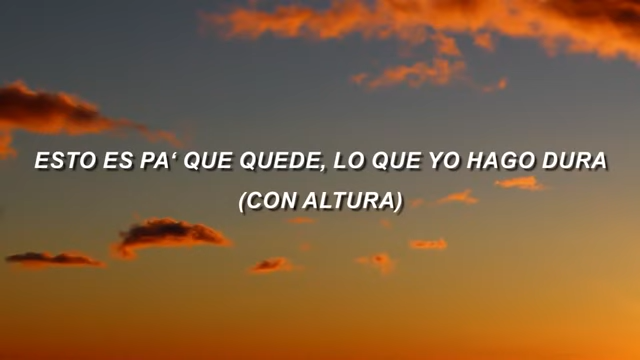 ESTO ES PA‘ QUE QUEDE, LO QUE YO HAGO DURA
(CON ALTURA)